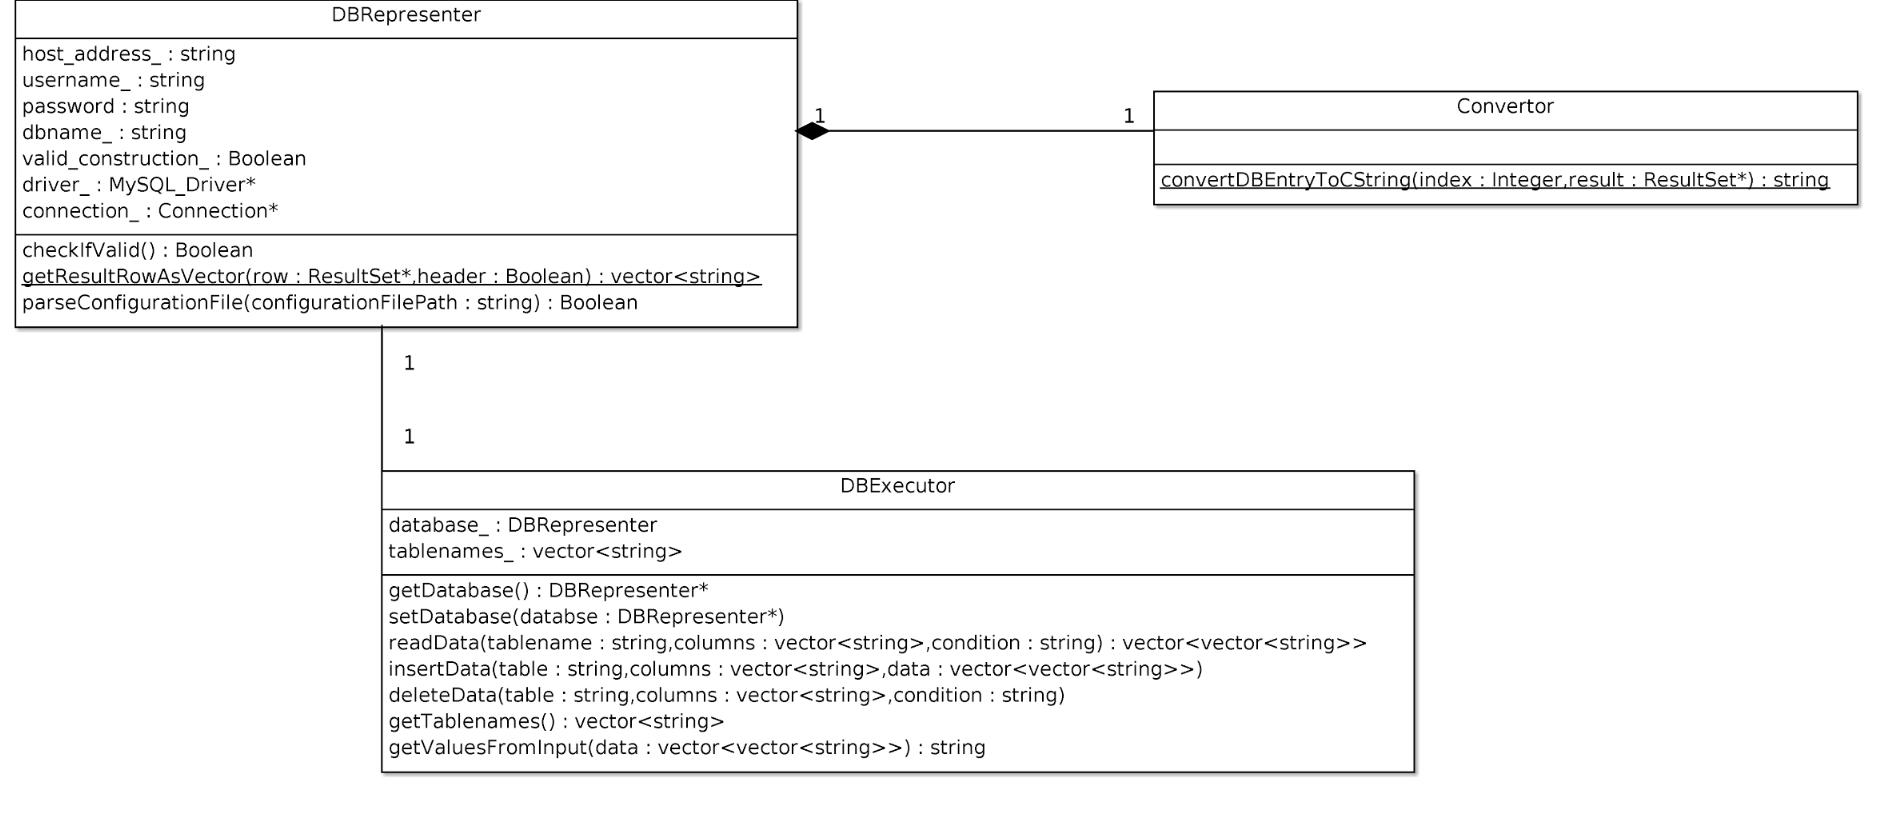 DBRepresenter
host_address_ : string
username_ : string
password : string
dbname_ : string
valid_construction_ : Boolean
driver_ : MySQL_Driver*
connection_ : Connection*
checkIfValid() : Boolean
getResultRowAsVector(row : ResultSet*,header : Boolean) : vector<string>
parseConfigurationFile(configurationFilePath : string) : Boolean
1
1
Convertor
convertDBEntryToCString(index : Integer,result : ResultSet*) : string
1
1
DBExecutor
database_ : DBRepresenter
tablenames_ : vector<string>
getDatabase() : DBRepresenter*
setDatabase(databse : DBRepresenter*)
readData(tablename : string,columns : vector<string>,condition : string) : vector<vector<string>>
insertData(table : string,columns : vector<string>,data : vector<vector<string>>)
deleteData(table : string,columns : vector<string>,condition : string)
getTablenames() : vector<string>
getValuesFromInput(data : vector<vector<string>>) : string